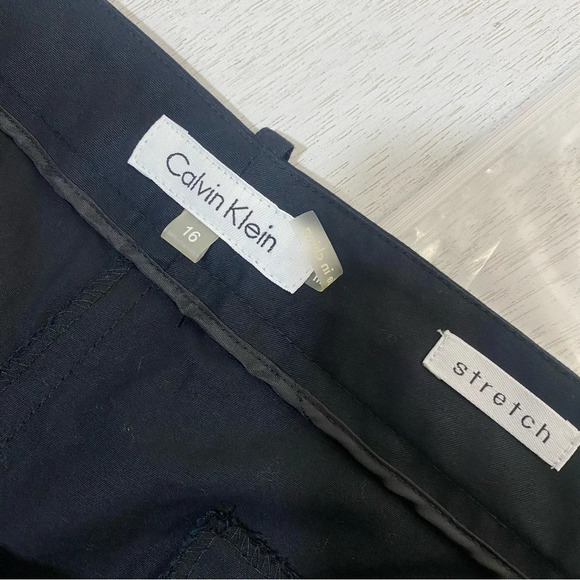 Calvin Klein
16
stretch